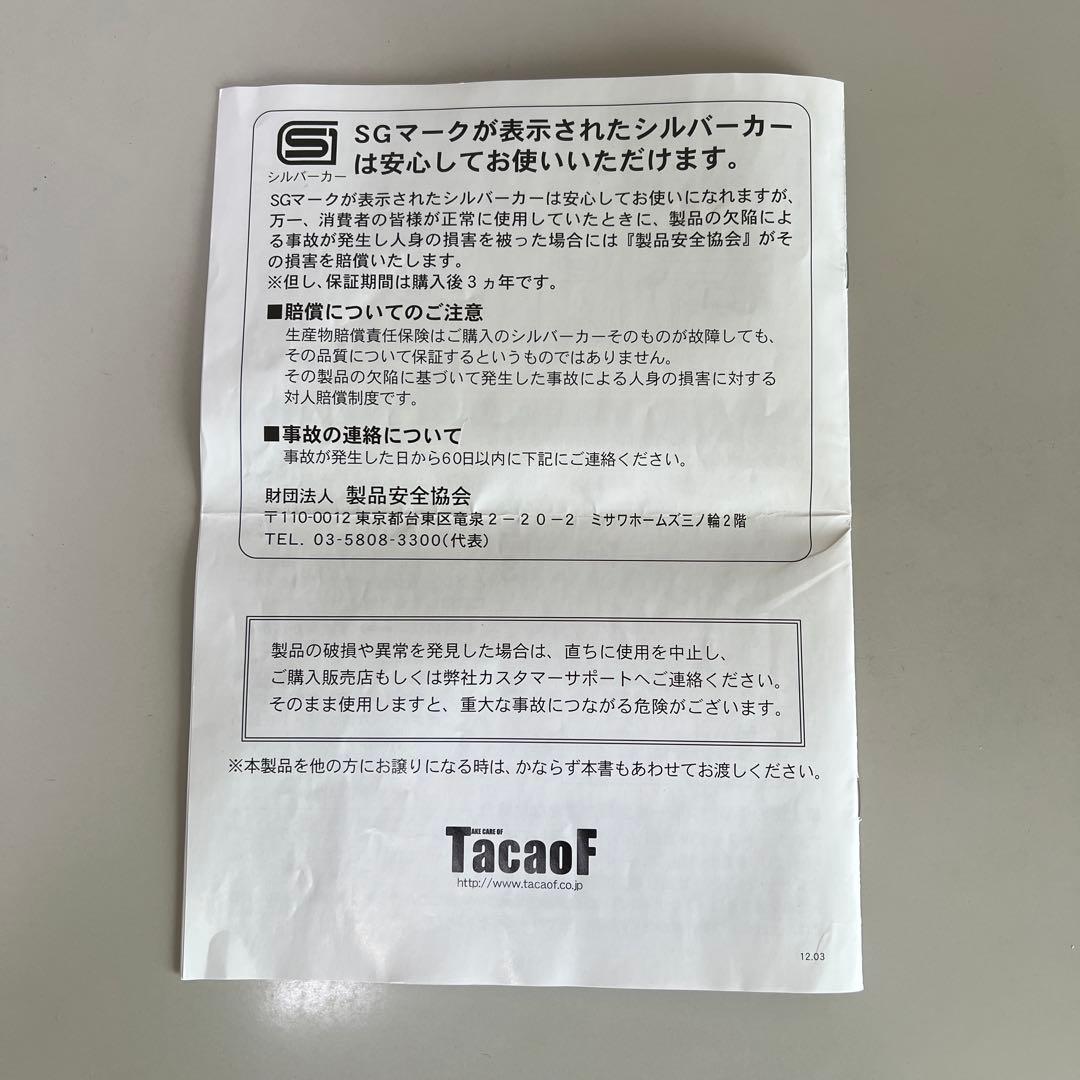 SGマークが表示されたシルバーカー
は安心してお使いいただけます。
シルバーカー
SGマークが表示されたシルバーカーは安心してお使いになれますが、
万一、消費者の皆様が正常に使用していたときに、製品の欠陥によ
る事故が発生し人身の損害を被った場合には『製品安全協会』がそ
の損害を賠償いたします。
※但し、保証期間は購入後3ヵ年です。
■賠償についてのご注意
生産物賠償責任保険はご購入のシルバーカーそのものが故障しても、
その品質について保証するというものではありません。
その製品の欠陥に基づいて発生した事故による人身の損害に対する
対人賠償制度です。
■事故の連絡について
事故が発生した日から60日以内に下記にご連絡ください。
財団法人 製品安全協会
〒110-0012 東京都台東区竜泉2-20-2 ミサワホームズ三ノ輪2階
TEL. 03-5808-3300(代表)
製品の破損や異常を発見した場合は、直ちに使用を中止し、
ご購入販売店もしくは弊社カスタマーサポートへご連絡ください。
そのまま使用しますと、重大な事故につながる危険がございます。
※本製品を他の方にお譲りになる時は、かならず本書もあわせてお渡しください。
TAKE CARE OF
TacaoF
http://www.tacaof.co.jp
12.03